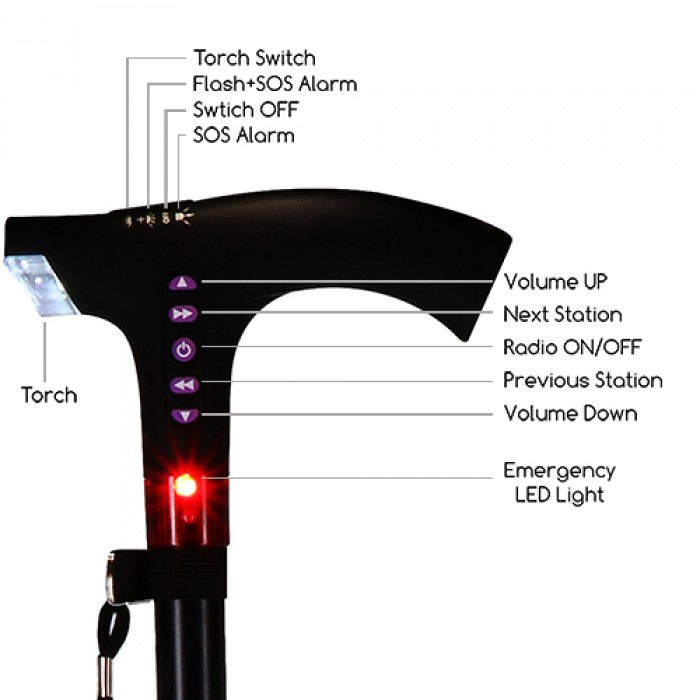 Torch Switch
Flash+SOS Alarm
Swtich OFF
SOS Alarm
Volume UP
Next Station
Radio ON/OFF
Torch
Previous Station
Volume Down
Emergency
LED Light